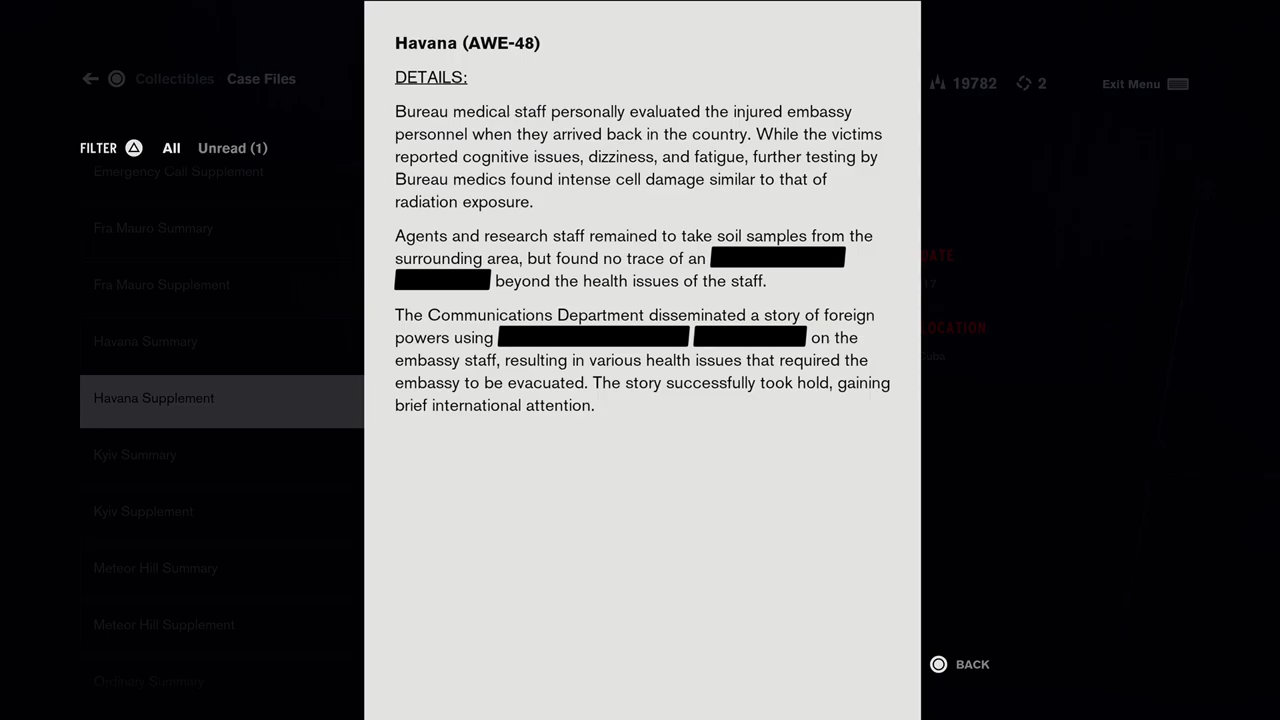 Havana (AWE-48)
DETAILS:
Bureau medical staff personally evaluated the injured embassy
personnel when they arrived back in the country. While the victims
reported cognitive issues, dizziness, and fatigue, further testing by
Bureau medics found intense cell damage similar to that of
radiation exposure.
Agents and research staff remained to take soil samples from the
surrounding area, but found no trace of an
beyond the health issues of the staff.
The Communications Department disseminated a story of foreign
powers using on the
embassy staff, resulting in various health issues that required the
embassy to be evacuated. The story successfully took hold, gaining
brief international attention.
Collectibles Case Files
FILTER All Unread (1)
Emergency Call Supplement
Fra Mauro Summary
Fra Mauro Supplement
Havana Summary
Havana Supplement
Kyiv Summary
Kyiv Supplement
Meteor Hill Summary
Meteor Hill Supplement
Ordinary Summary
19782 2 Exit Menu
DATE
17
LOCATION
Cuba
BACK